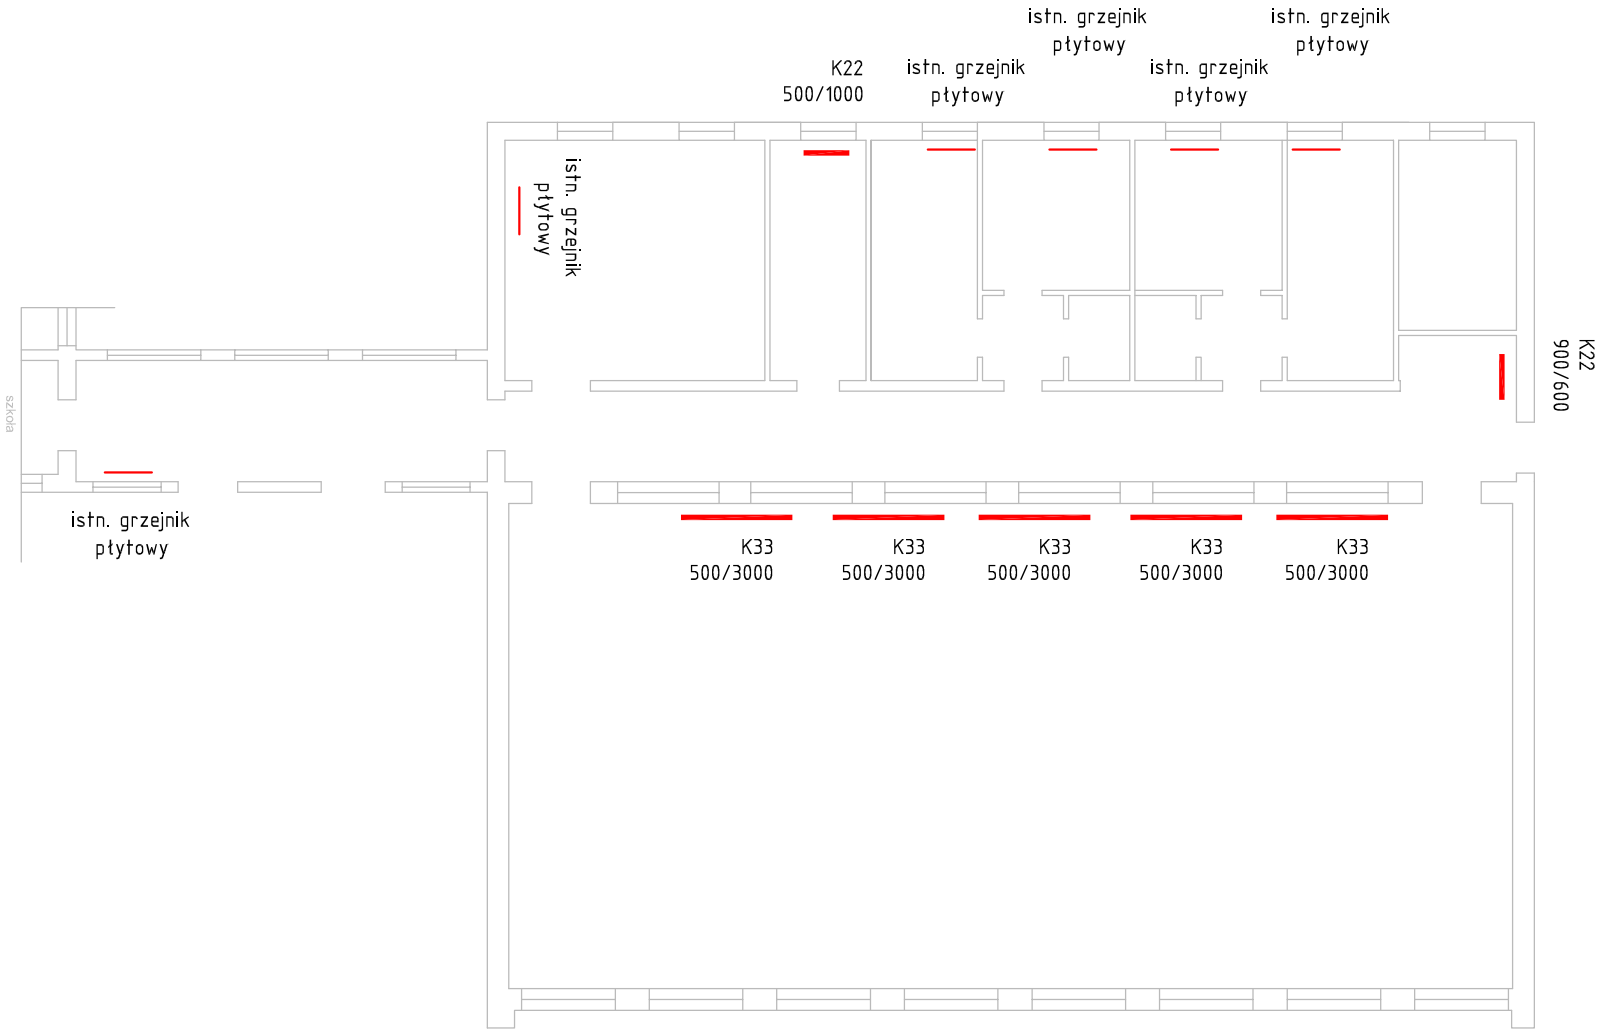 istn. grzejnik
płytowy
istn. grzejnik
płytowy
K22
500/1000
istn. grzejnik
płytowy
istn. grzejnik
płytowy
istn. grzejnik
płytowy
K22
900/600
szkoła
istn. grzejnik
płytowy
K33
500/3000
K33
500/3000
K33
500/3000
K33
500/3000
K33
500/3000